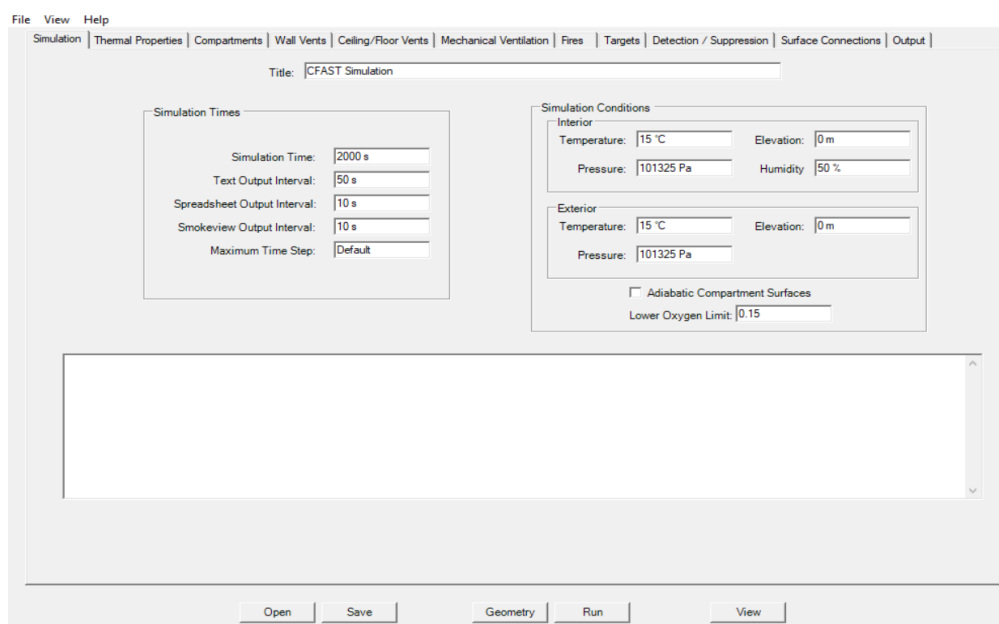 File View Help
Simulation Thermal Properties Compartments Wall Vents Ceiling/Floor Vents Mechanical Ventilation Fires Targets Detection / Suppression Surface Connections Output
Title: CFAST Simulation
Simulation Times
Simulation Time: 2000 s
Text Output Interval: 50 s
Spreadsheet Output Interval: 10 s
Smokeview Output Interval: 10 s
Maximum Time Step: Default
Simulation Conditions
Interior
Temperature: 15 °C Elevation: 0 m
Pressure: 101325 Pa Humidity 50 %
Exterior
Temperature: 15 °C Elevation: 0 m
Pressure: 101325 Pa
Adiabatic Compartment Surfaces
Lower Oxygen Limit: 0.15
Open Save Geometry Run View